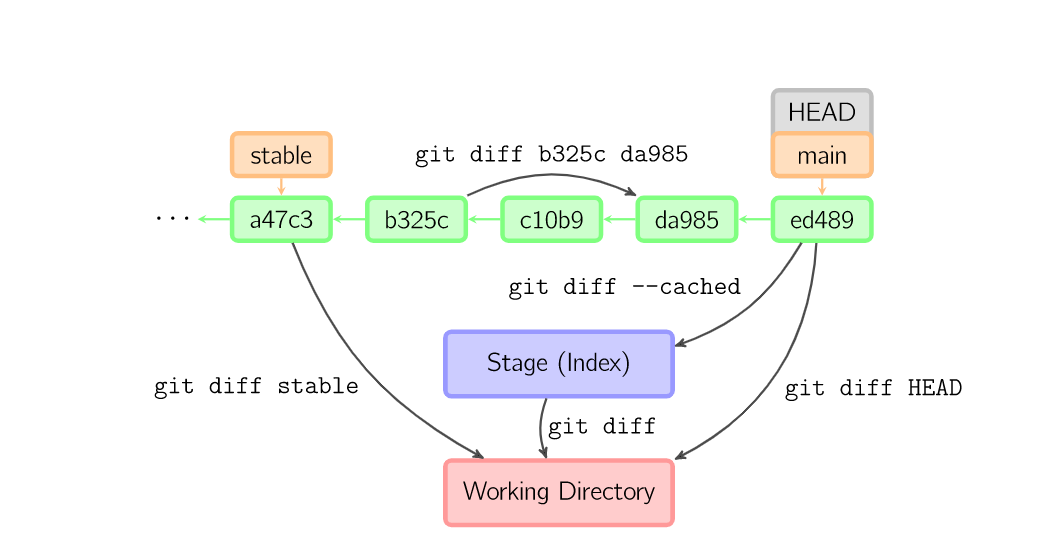 HEAD
stable
git diff b325c da985
main
... a47c3 b325c c10b9 da985 ed489
git diff --cached
Stage (Index)
git diff stable
git diff HEAD
git diff
Working Directory